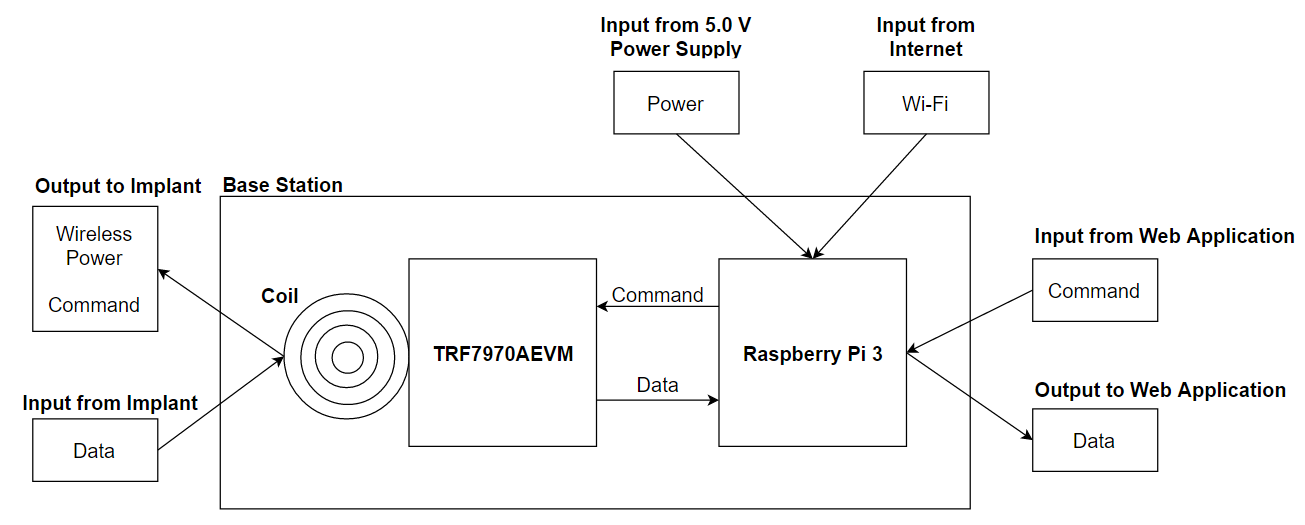 Input from 5.0 V
Power Supply
Power
Input from
Internet
Wi-Fi
Output to Implant
Wireless
Power
Command
Input from Implant
Data
Base Station
Coil
TRF7970AEVM
Command
Data
Raspberry Pi 3
Input from Web Application
Command
Output to Web Application
Data